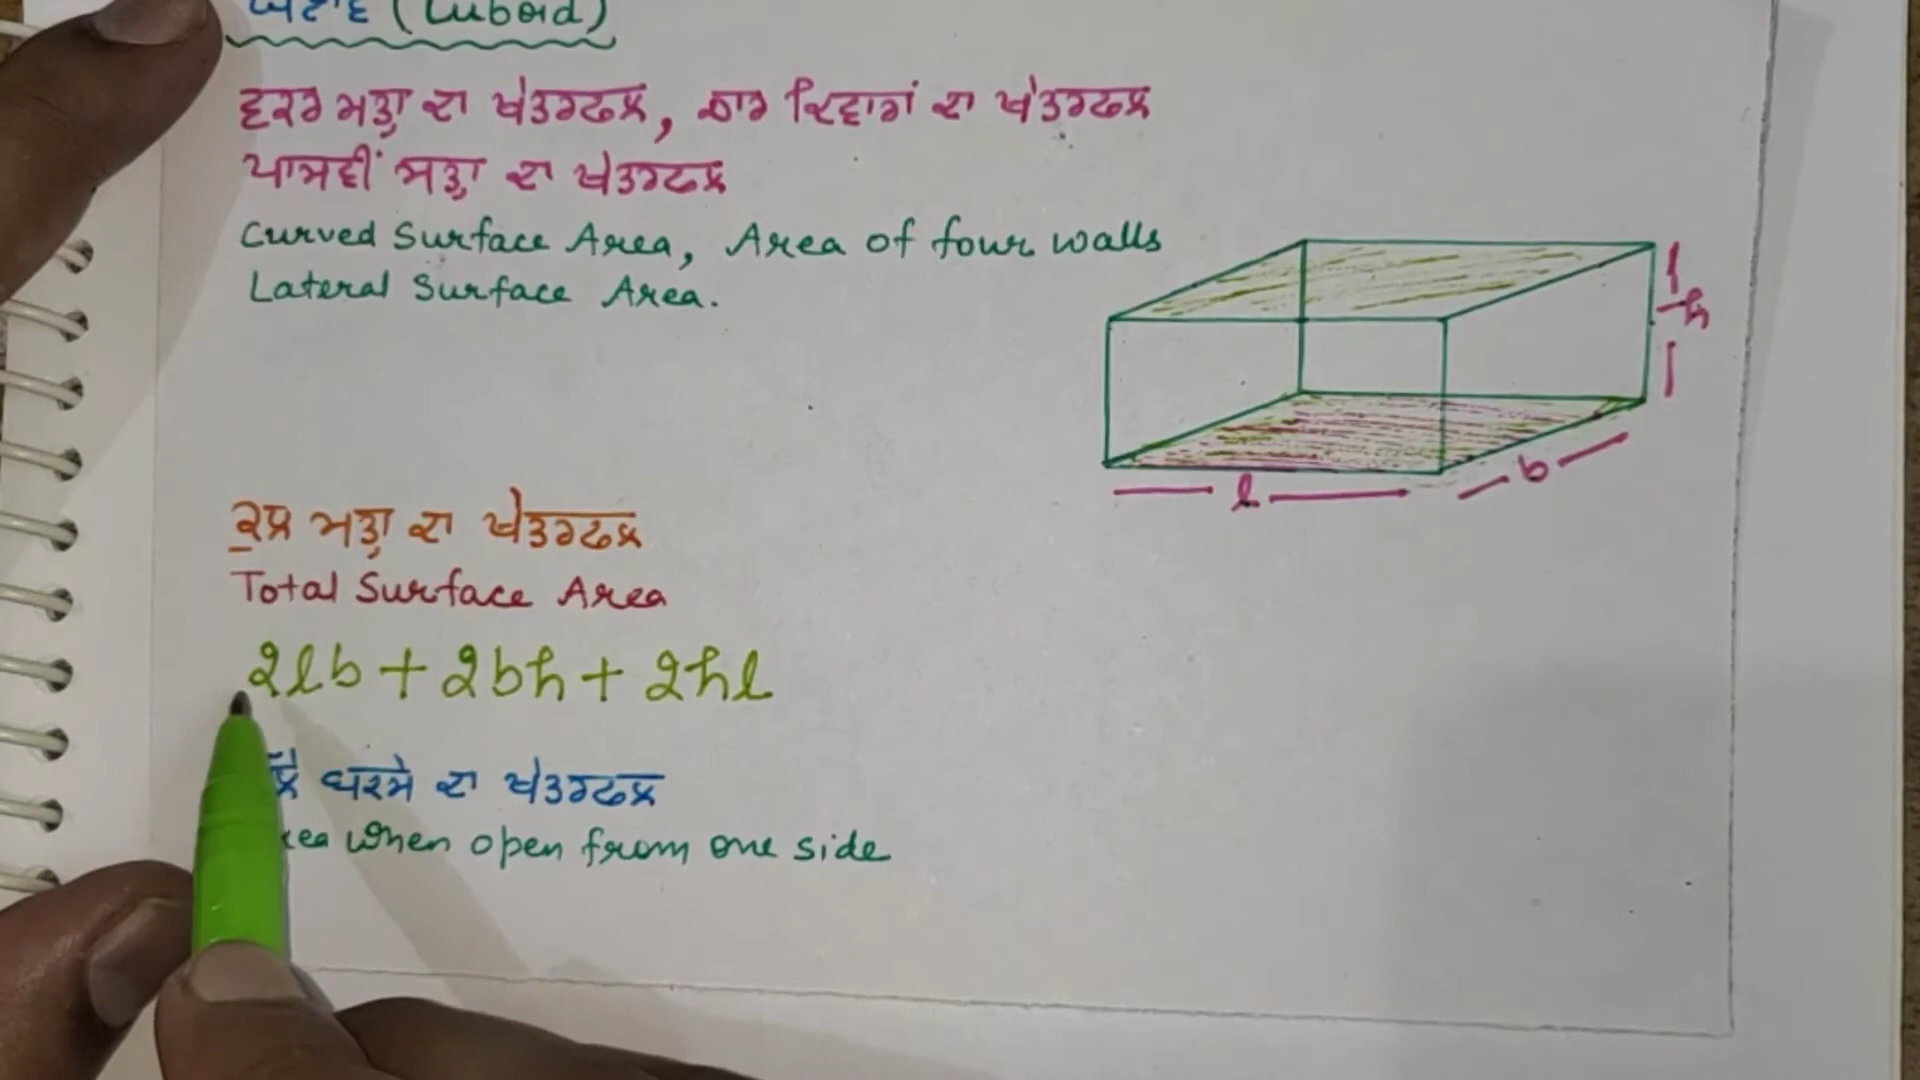 ਘਣਾਵ (Cuboid)
ਵਕਰ ਸਤ੍ਹਾ ਦਾ ਖੇਤਰਫਲ, ਚਾਰ ਦਿਵਾਰਾਂ ਦਾ ਖੇਤਰਫਲ
ਪਾਸਵੀਂ ਸਤ੍ਹਾ ਦਾ ਖੇਤਰਫਲ
Curved Surface Area, Area of four walls
Lateral Surface Area.
h
b
l
ਕੁਲ ਸਤ੍ਹਾ ਦਾ ਖੇਤਰਫਲ
Total Surface Area
2lb + 2bh + 2hl
ਬਕਸੇ ਦਾ ਖੇਤਰਫਲ
when open from one side